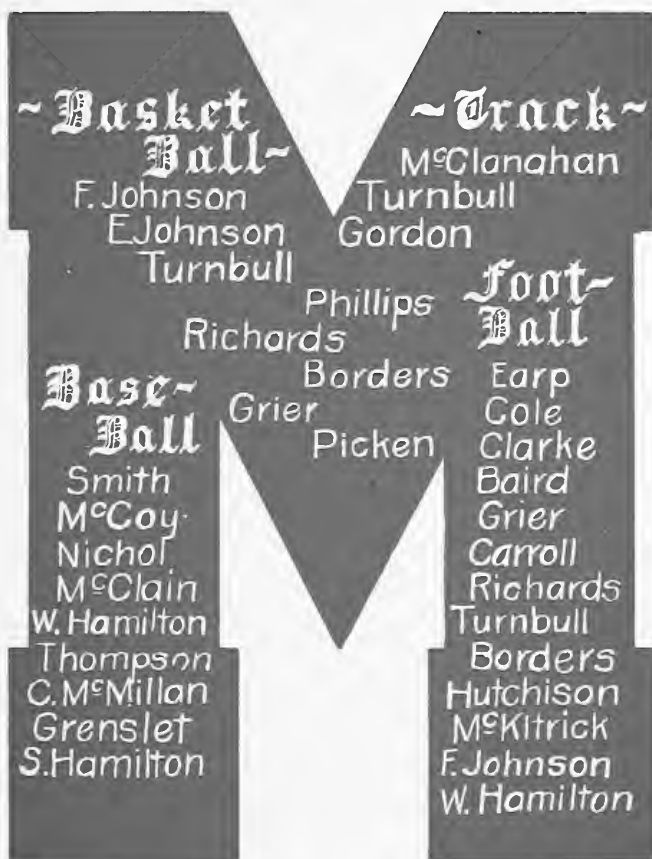 ~Basket
Ball~
F. Johnson
E. Johnson
Turnbull
Richards
Grier
~Track~
McClanahan
Turnbull
Gordon
Phillips
Borders
Picken
Base~
Ball
Smith
McCoy
Nichol
McClain
W. Hamilton
Thompson
C. McMillan
Grenslet
S. Hamilton
Foot~
Ball
Earp
Cole
Clarke
Baird
Grier
Carroll
Richards
Turnbull
Borders
Hutchison
McKitrick
F. Johnson
W. Hamilton